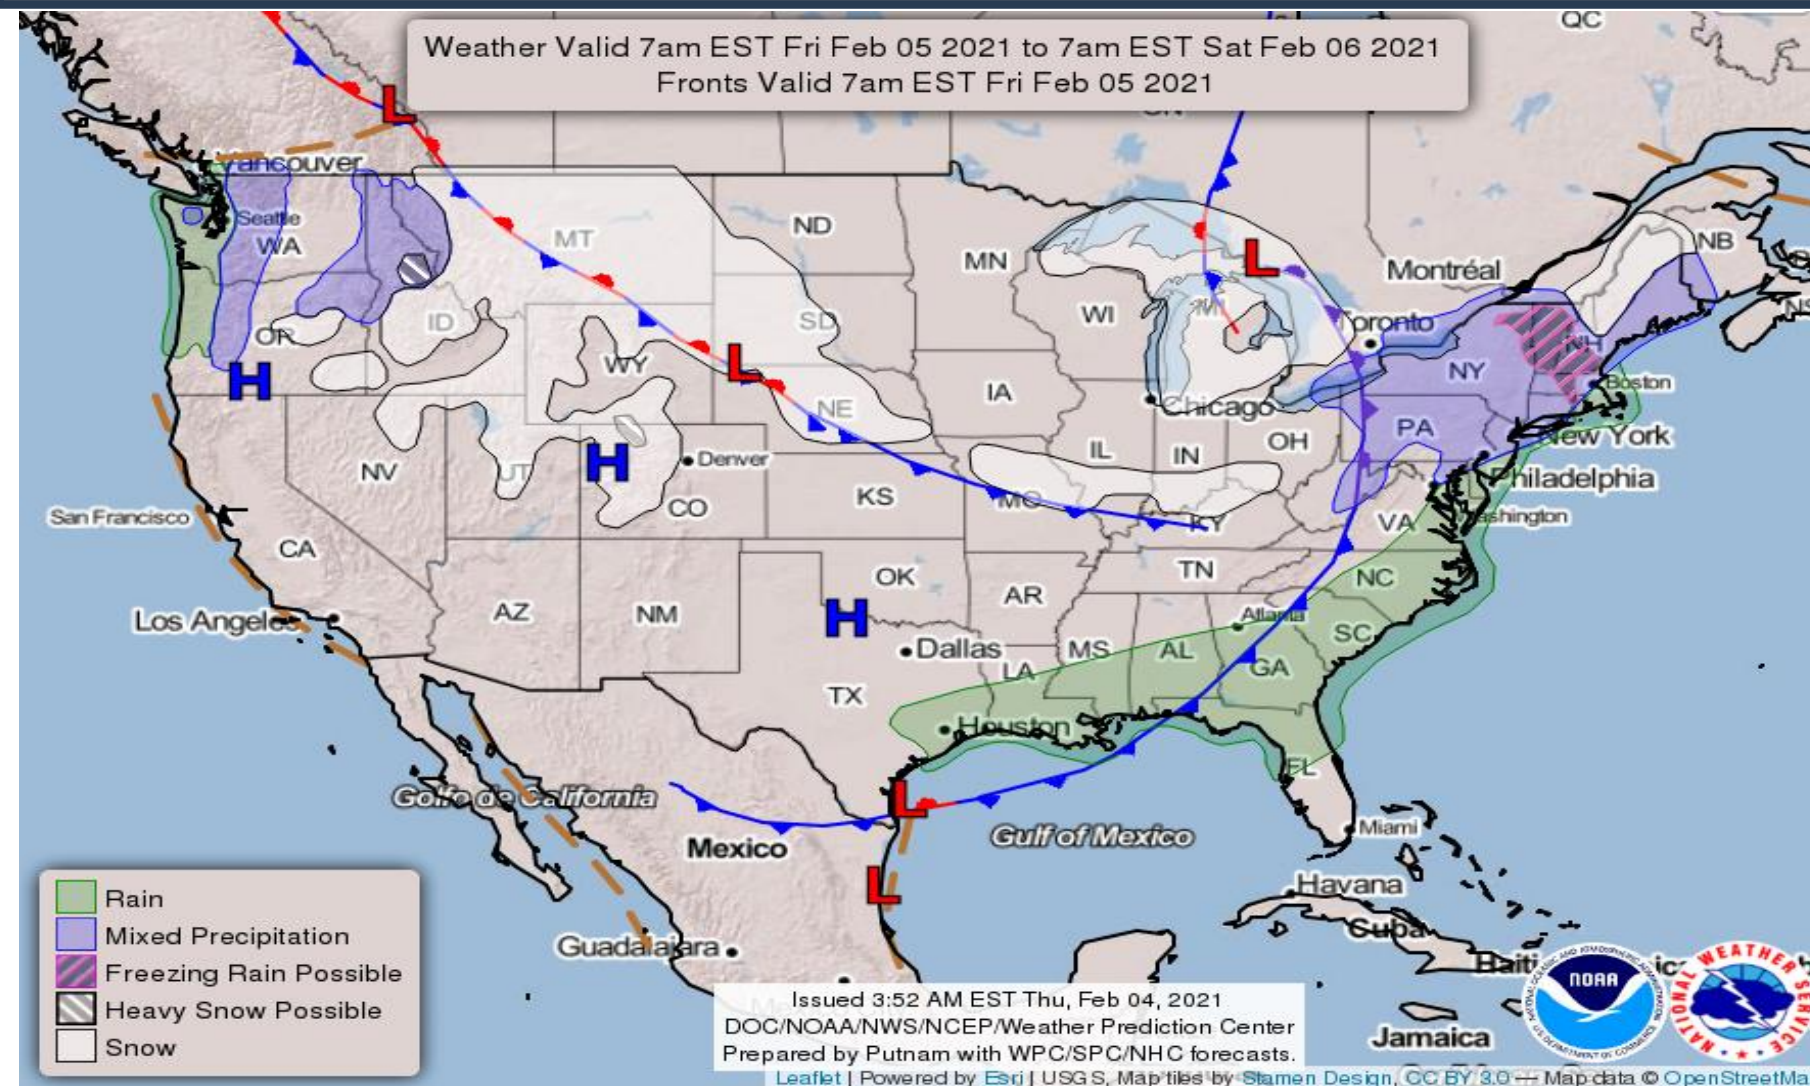 Weather Valid 7am EST Fri Feb 05 2021 to 7am EST Sat Feb 06 2021
Fronts Valid 7am EST Fri Feb 05 2021
QC
Vancouver
Seattle
WA
MT
ND
MN
Montréal
NB
OR
ID
SD
WI
MI
Toronto
NH
WY
NY
Boston
H
L
L
L
NE
IA
Chicago
PA
New York
NV
UT
H
Denver
IL
IN
OH
Philadelphia
San Francisco
CO
KS
MO
KY
VA
CA
OK
TN
NC
Los Angeles
AZ
NM
H
AR
Atlanta
SC
Dallas
LA
MS
AL
GA
TX
Houston
FL
Golfo de California
L
Mexico
Gulf of Mexico
Miami
L
Havana
Cuba
Guadalajara
Haiti
Jamaica
Rain
Mixed Precipitation
Freezing Rain Possible
Heavy Snow Possible
Snow
NOAA
NATIONAL WEATHER
Issued 3:52 AM EST Thu, Feb 04, 2021
DOC/NOAA/NWS/NCEP/Weather Prediction Center
Prepared by Putnam with WPC/SPC/NHC forecasts.
Leaflet | Powered by Esri | USGS, Map tiles by Stamen Design, CC BY 3.0 — Map data © OpenStreetMa